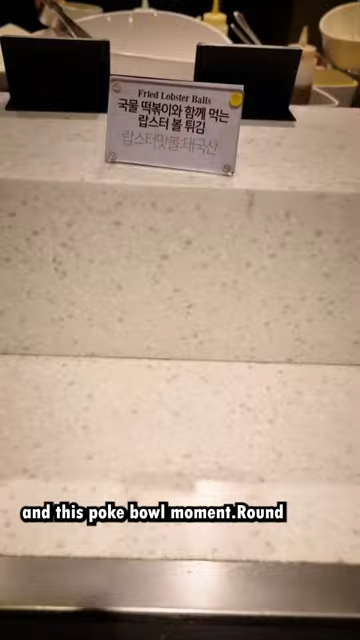 Fried Lobster Balls
국물 떡볶이와 함께 먹는
랍스터 볼 튀김
랍스터맛볼:태국산
and this poke bowl moment.Round